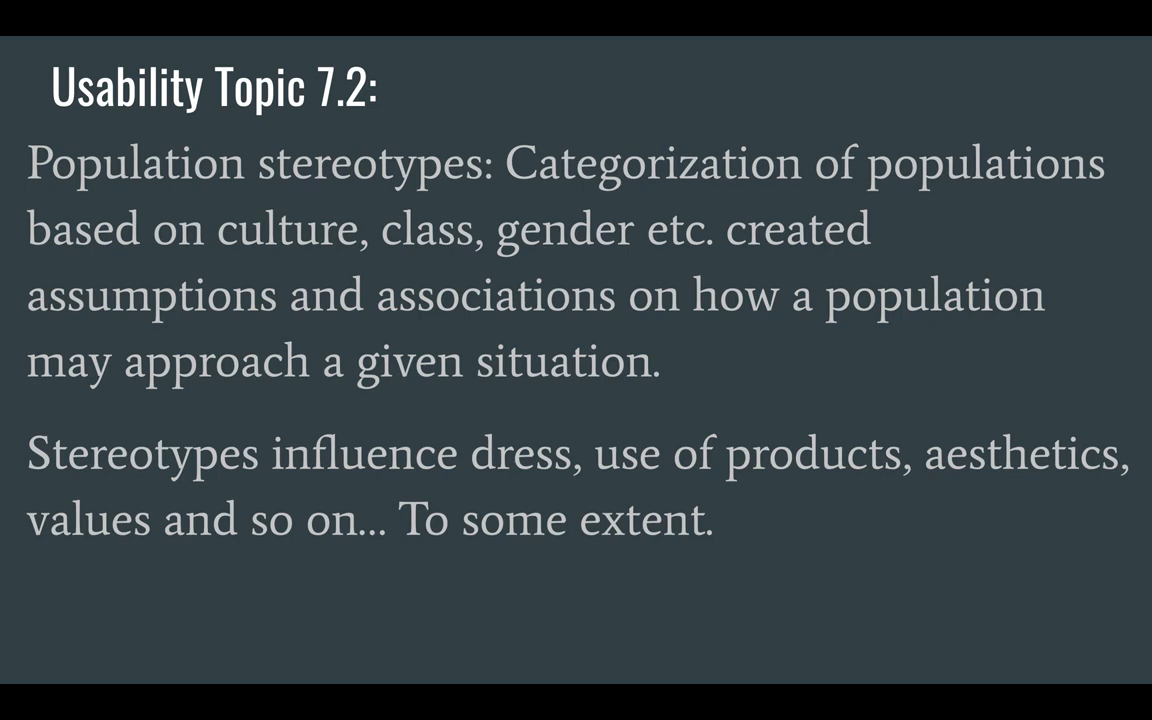 Usability Topic 7.2:
Population stereotypes: Categorization of populations
based on culture, class, gender etc. created
assumptions and associations on how a population
may approach a given situation.
Stereotypes influence dress, use of products, aesthetics,
values and so on... To some extent.